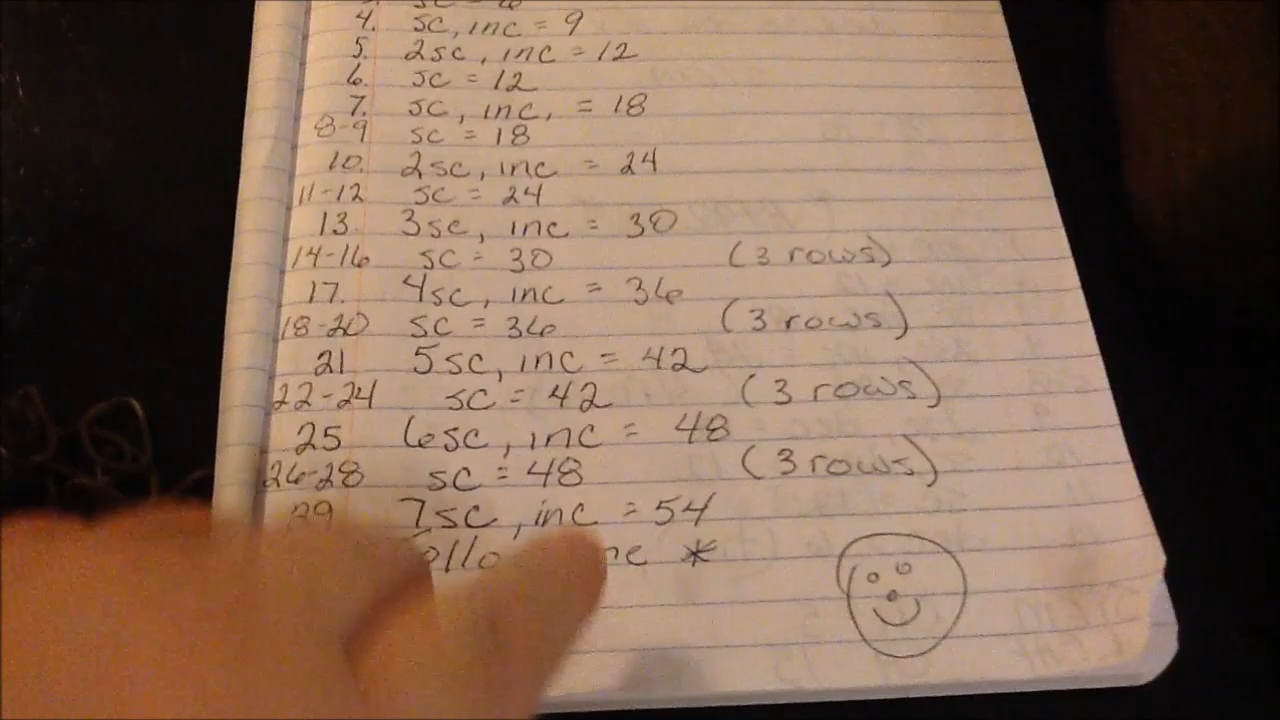 4. sc, inc = 9
5. 2sc, inc = 12
6. sc = 12
7. sc, inc, = 18
8-9 sc = 18
10. 2sc, inc = 24
11-12 sc = 24
13. 3sc, inc = 30
14-16 sc = 30 (3 rows)
17. 4sc, inc = 36
18-20 sc = 36 (3 rows)
21 5sc, inc = 42
22-24 sc = 42 (3 rows)
25 6sc, inc = 48
26-28 sc = 48 (3 rows)
29 7sc, inc = 54
*